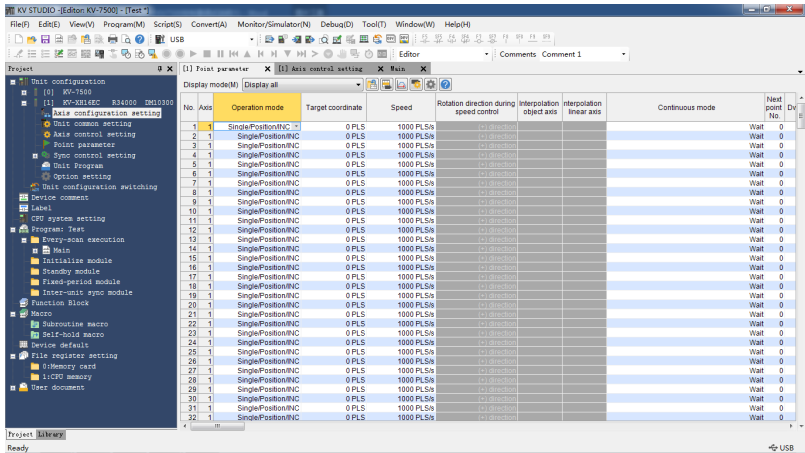 KV STUDIO -[Editor: KV-7500] - [Test *]
File(F) Edit(E) View(V) Program(M) Script(S) Convert(A) Monitor/Simulator(N) Debug(D) Tool(T) Window(W) Help(H)
USB
Editor Comments Comment 1
Project [1] Point parameter [1] Axis control setting Main
Display mode(M) Display all
Unit configuration
[0] KV-7500
[1] KV-XH16EC R34000 DM10300
Axis configuration setting
Unit common setting
Axis control setting
Point parameter
Sync control setting
Unit Program
Option setting
Unit configuration switching
Device comment
Label
CPU system setting
Program: Test
Every-scan execution
Main
Initialize module
Standby module
Fixed-period module
Inter-unit sync module
Function Block
Macro
Subroutine macro
Self-hold macro
Device default
File register setting
0:Memory card
1:CPU memory
User document
Project Library
No. Axis Operation mode Target coordinate Speed Rotation direction during speed control Interpolation object axis nterpolation linear axis Continuous mode Next point No. Dv
1 1 Single/Position/INC 0 PLS 1000 PLS/s (+) direction Wait 0
2 1 Single/Position/INC 0 PLS 1000 PLS/s (+) direction Wait 0
3 1 Single/Position/INC 0 PLS 1000 PLS/s (+) direction Wait 0
4 1 Single/Position/INC 0 PLS 1000 PLS/s (+) direction Wait 0
5 1 Single/Position/INC 0 PLS 1000 PLS/s (+) direction Wait 0
6 1 Single/Position/INC 0 PLS 1000 PLS/s (+) direction Wait 0
7 1 Single/Position/INC 0 PLS 1000 PLS/s (+) direction Wait 0
8 1 Single/Position/INC 0 PLS 1000 PLS/s (+) direction Wait 0
9 1 Single/Position/INC 0 PLS 1000 PLS/s (+) direction Wait 0
10 1 Single/Position/INC 0 PLS 1000 PLS/s (+) direction Wait 0
11 1 Single/Position/INC 0 PLS 1000 PLS/s (+) direction Wait 0
12 1 Single/Position/INC 0 PLS 1000 PLS/s (+) direction Wait 0
13 1 Single/Position/INC 0 PLS 1000 PLS/s (+) direction Wait 0
14 1 Single/Position/INC 0 PLS 1000 PLS/s (+) direction Wait 0
15 1 Single/Position/INC 0 PLS 1000 PLS/s (+) direction Wait 0
16 1 Single/Position/INC 0 PLS 1000 PLS/s (+) direction Wait 0
17 1 Single/Position/INC 0 PLS 1000 PLS/s (+) direction Wait 0
18 1 Single/Position/INC 0 PLS 1000 PLS/s (+) direction Wait 0
19 1 Single/Position/INC 0 PLS 1000 PLS/s (+) direction Wait 0
20 1 Single/Position/INC 0 PLS 1000 PLS/s (+) direction Wait 0
21 1 Single/Position/INC 0 PLS 1000 PLS/s (+) direction Wait 0
22 1 Single/Position/INC 0 PLS 1000 PLS/s (+) direction Wait 0
23 1 Single/Position/INC 0 PLS 1000 PLS/s (+) direction Wait 0
24 1 Single/Position/INC 0 PLS 1000 PLS/s (+) direction Wait 0
25 1 Single/Position/INC 0 PLS 1000 PLS/s (+) direction Wait 0
26 1 Single/Position/INC 0 PLS 1000 PLS/s (+) direction Wait 0
27 1 Single/Position/INC 0 PLS 1000 PLS/s (+) direction Wait 0
28 1 Single/Position/INC 0 PLS 1000 PLS/s (+) direction Wait 0
29 1 Single/Position/INC 0 PLS 1000 PLS/s (+) direction Wait 0
30 1 Single/Position/INC 0 PLS 1000 PLS/s (+) direction Wait 0
31 1 Single/Position/INC 0 PLS 1000 PLS/s (+) direction Wait 0
32 1 Single/Position/INC 0 PLS 1000 PLS/s (+) direction Wait 0
Ready USB